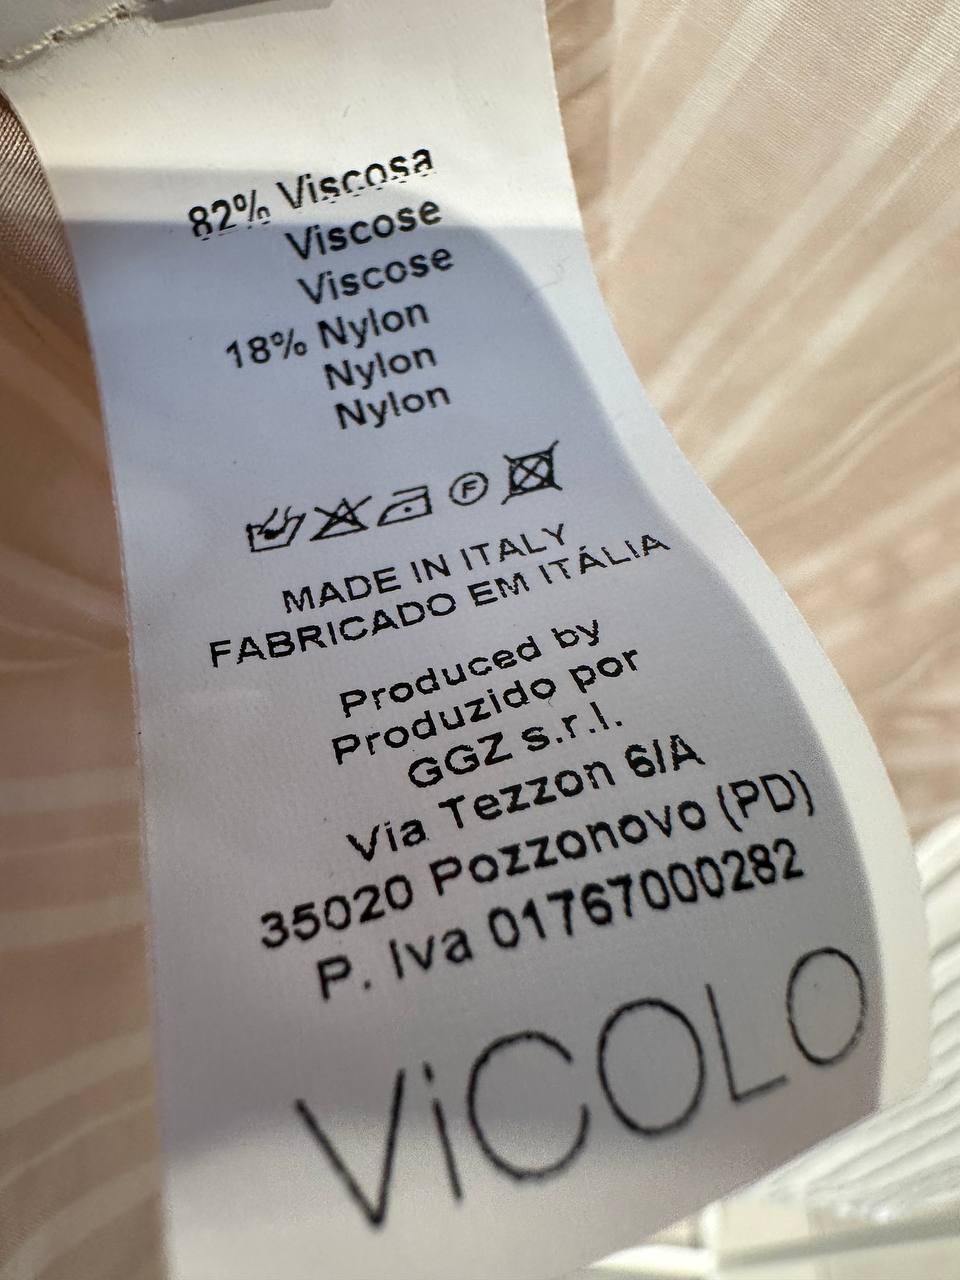 82% Viscosa
Viscose
Viscose
18% Nylon
Nylon
Nylon
F
MADE IN ITALY
FABRICADO EM ITÁLIA
Produced by
Produzido por
GGZ s.r.l.
Via Tezzon 6/A
35020 Pozzonovo (PD)
P. Iva 01767000282
ViCOLO